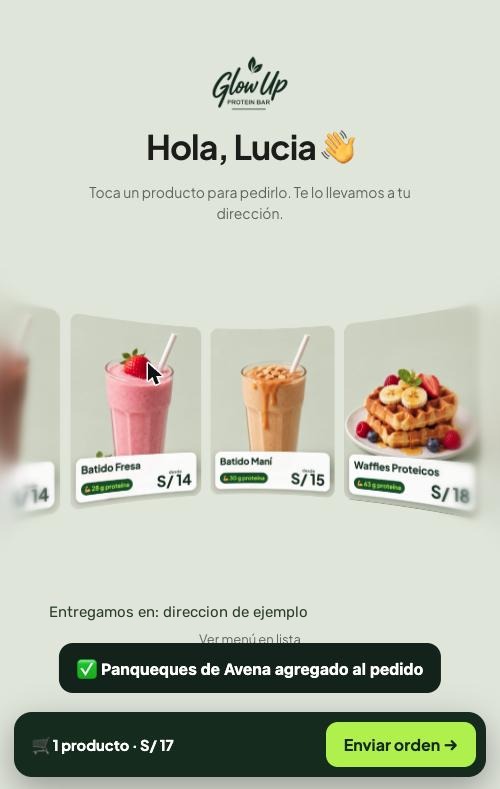 Glow Up
PROTEIN BAR
Hola, Lucia 👋
Toca un producto para pedirlo. Te lo llevamos a tu
dirección.
S/14
Batido Fresa
💪 28 g proteína
desde
S/14
Batido Maní
💪 30 g proteína
desde
S/15
Waffles Proteicos
💪 43 g proteína
S/18
Entregamos en: direccion de ejemplo
Ver menú en lista
✅ Panqueques de Avena agregado al pedido
🛒 1 producto · S/ 17
Enviar orden →